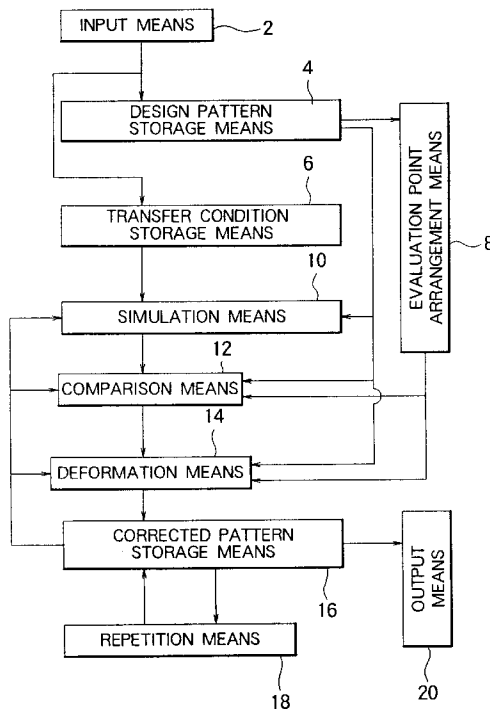 INPUT MEANS
2
4
DESIGN PATTERN
STORAGE MEANS
EVALUATION POINT
ARRANGEMENT MEANS
8
6
TRANSFER CONDITION
STORAGE MEANS
10
SIMULATION MEANS
12
COMPARISON MEANS
14
DEFORMATION MEANS
CORRECTED PATTERN
STORAGE MEANS
16
OUTPUT
MEANS
20
REPETITION MEANS
18